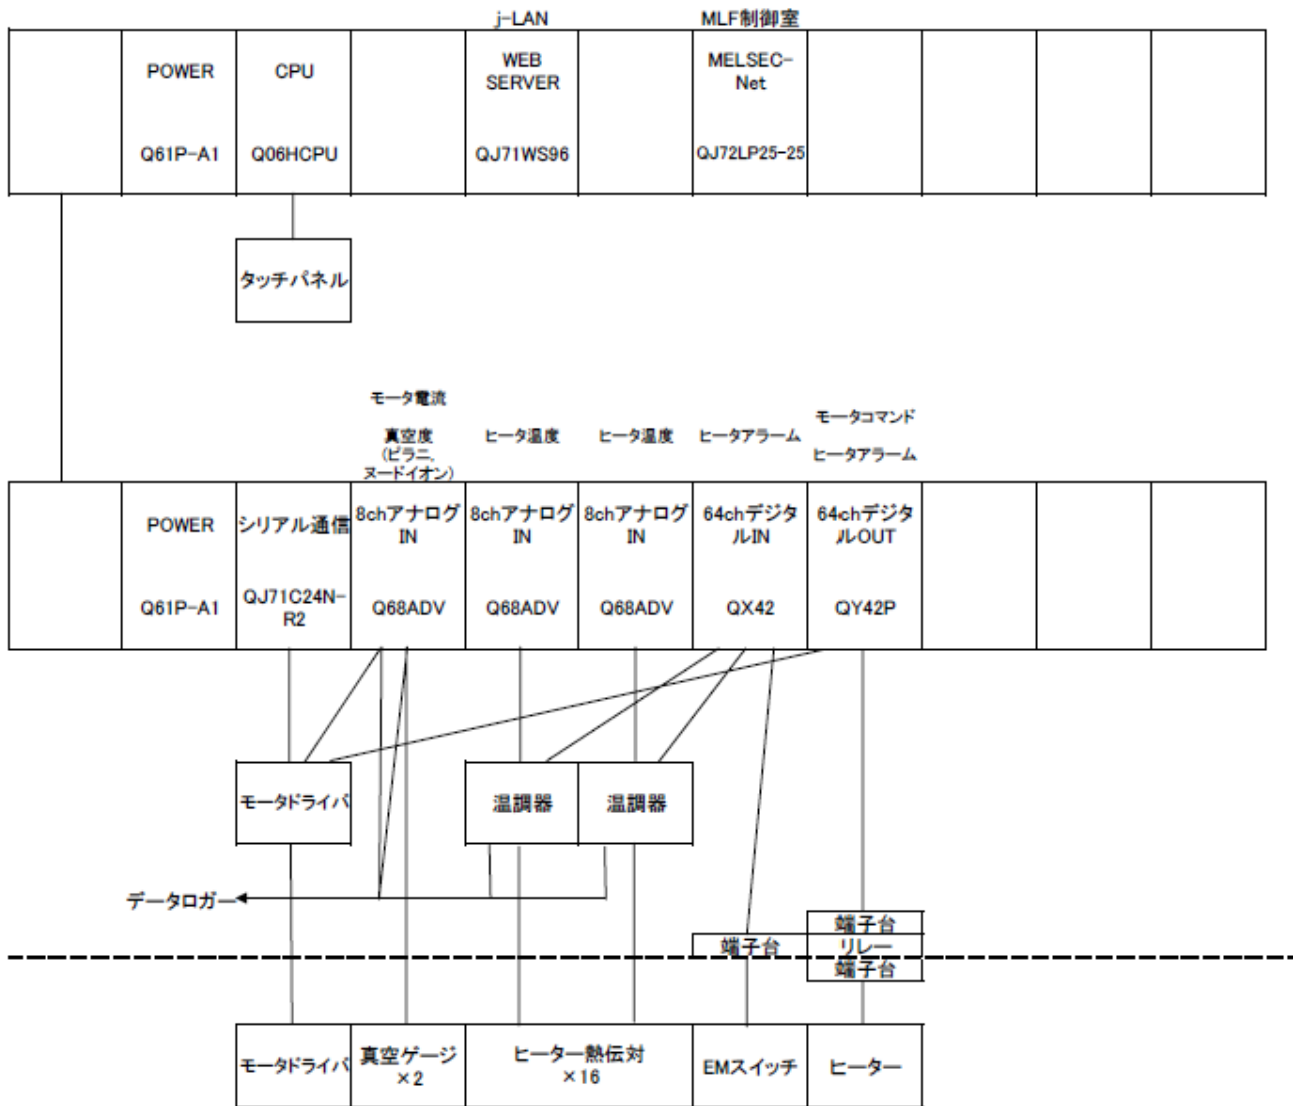 j-LAN
MLF制御室
POWER
CPU
WEB
SERVER
MELSEC-
Net
Q61P-A1
Q06HCPU
QJ71WS96
QJ72LP25-25
タッチパネル
モータ電流
真空度
(ピラニ,
ヌードイオン)
ヒータ温度
ヒータ温度
ヒータアラーム
モータコマンド
ヒータアラーム
POWER
シリアル通信
8chアナログ
IN
8chアナログ
IN
8chアナログ
IN
64chデジタ
ルIN
64chデジタ
ルOUT
Q61P-A1
QJ71C24N-
R2
Q68ADV
Q68ADV
Q68ADV
QX42
QY42P
モータドライバ
温調器
温調器
データロガー
端子台
端子台
リレー
端子台
モータドライバ
真空ゲージ
×2
ヒーター熱伝対
×16
EMスイッチ
ヒーター